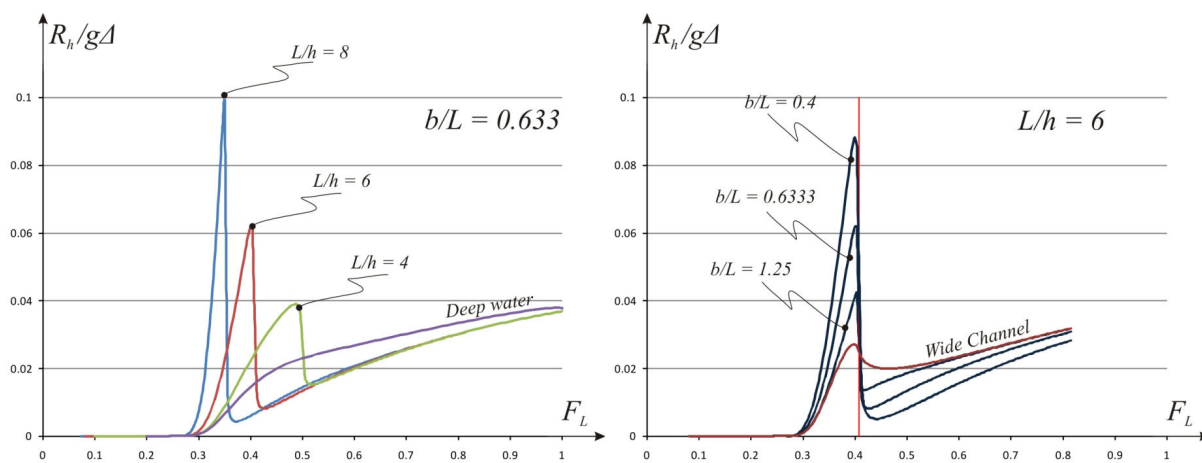 R_h/gΔ
L/h = 8
0.1
b/L = 0.633
0.08
L/h = 6
0.06
L/h = 4
0.04
Deep water
0.02
F_L
0
0 0.1 0.2 0.3 0.4 0.5 0.6 0.7 0.8 0.9 1
R_h/gΔ
0.1
b/L = 0.4
L/h = 6
0.08
b/L = 0.6333
0.06
b/L = 1.25
0.04
Wide Channel
0.02
F_L
0
0 0.1 0.2 0.3 0.4 0.5 0.6 0.7 0.8 0.9 1